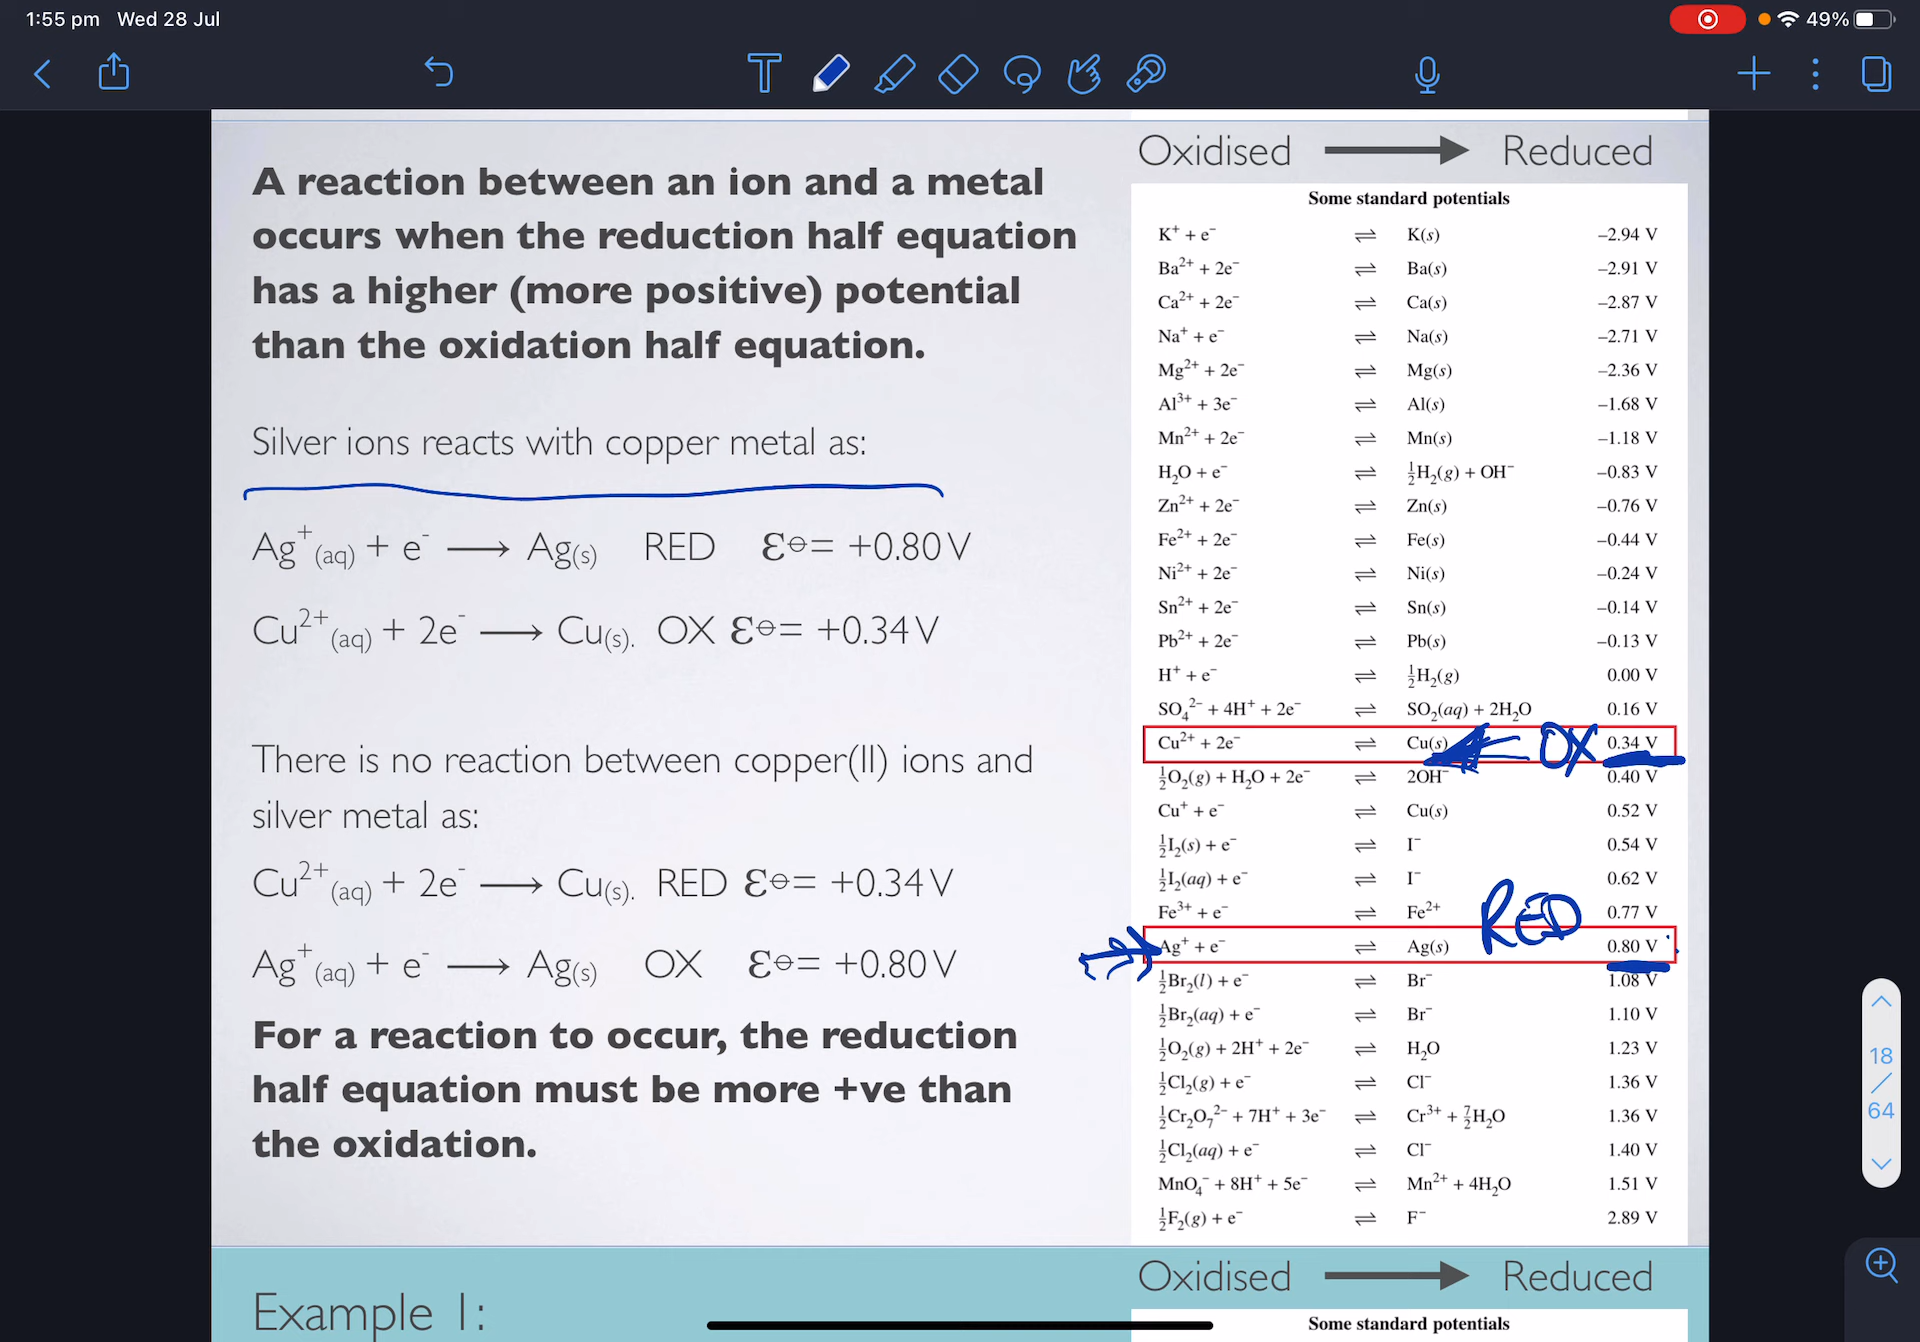 1:55 pm Wed 28 Jul
49%
A reaction between an ion and a metal
occurs when the reduction half equation
has a higher (more positive) potential
than the oxidation half equation.
Silver ions reacts with copper metal as:
Ag⁺(aq) + e⁻ ⟶ Ag(s) RED Ɛ⦵= +0.80 V
Cu²⁺(aq) + 2e⁻ ⟶ Cu(s). OX Ɛ⦵= +0.34 V
There is no reaction between copper(II) ions and
silver metal as:
Cu²⁺(aq) + 2e⁻ ⟶ Cu(s). RED Ɛ⦵= +0.34 V
Ag⁺(aq) + e⁻ ⟶ Ag(s) OX Ɛ⦵= +0.80 V
For a reaction to occur, the reduction
half equation must be more +ve than
the oxidation.
Oxidised ⟶ Reduced
Some standard potentials
K⁺ + e⁻ ⇌ K(s) –2.94 V
Ba²⁺ + 2e⁻ ⇌ Ba(s) –2.91 V
Ca²⁺ + 2e⁻ ⇌ Ca(s) –2.87 V
Na⁺ + e⁻ ⇌ Na(s) –2.71 V
Mg²⁺ + 2e⁻ ⇌ Mg(s) –2.36 V
Al³⁺ + 3e⁻ ⇌ Al(s) –1.68 V
Mn²⁺ + 2e⁻ ⇌ Mn(s) –1.18 V
H₂O + e⁻ ⇌ ½H₂(g) + OH⁻ –0.83 V
Zn²⁺ + 2e⁻ ⇌ Zn(s) –0.76 V
Fe²⁺ + 2e⁻ ⇌ Fe(s) –0.44 V
Ni²⁺ + 2e⁻ ⇌ Ni(s) –0.24 V
Sn²⁺ + 2e⁻ ⇌ Sn(s) –0.14 V
Pb²⁺ + 2e⁻ ⇌ Pb(s) –0.13 V
H⁺ + e⁻ ⇌ ½H₂(g) 0.00 V
SO₄²⁻ + 4H⁺ + 2e⁻ ⇌ SO₂(aq) + 2H₂O 0.16 V
Cu²⁺ + 2e⁻ ⇌ Cu(s) OX 0.34 V
½O₂(g) + H₂O + 2e⁻ ⇌ 2OH⁻ 0.40 V
Cu⁺ + e⁻ ⇌ Cu(s) 0.52 V
½I₂(s) + e⁻ ⇌ I⁻ 0.54 V
½I₂(aq) + e⁻ ⇌ I⁻ 0.62 V
Fe³⁺ + e⁻ ⇌ Fe²⁺ 0.77 V
RED
Ag⁺ + e⁻ ⇌ Ag(s) 0.80 V
½Br₂(l) + e⁻ ⇌ Br⁻ 1.08 V
½Br₂(aq) + e⁻ ⇌ Br⁻ 1.10 V
½O₂(g) + 2H⁺ + 2e⁻ ⇌ H₂O 1.23 V
½Cl₂(g) + e⁻ ⇌ Cl⁻ 1.36 V
½Cr₂O₇²⁻ + 7H⁺ + 3e⁻ ⇌ Cr³⁺ + 7⁄2H₂O 1.36 V
½Cl₂(aq) + e⁻ ⇌ Cl⁻ 1.40 V
MnO₄⁻ + 8H⁺ + 5e⁻ ⇌ Mn²⁺ + 4H₂O 1.51 V
½F₂(g) + e⁻ ⇌ F⁻ 2.89 V
18
/
64
Example 1:
Oxidised ⟶ Reduced
Some standard potentials